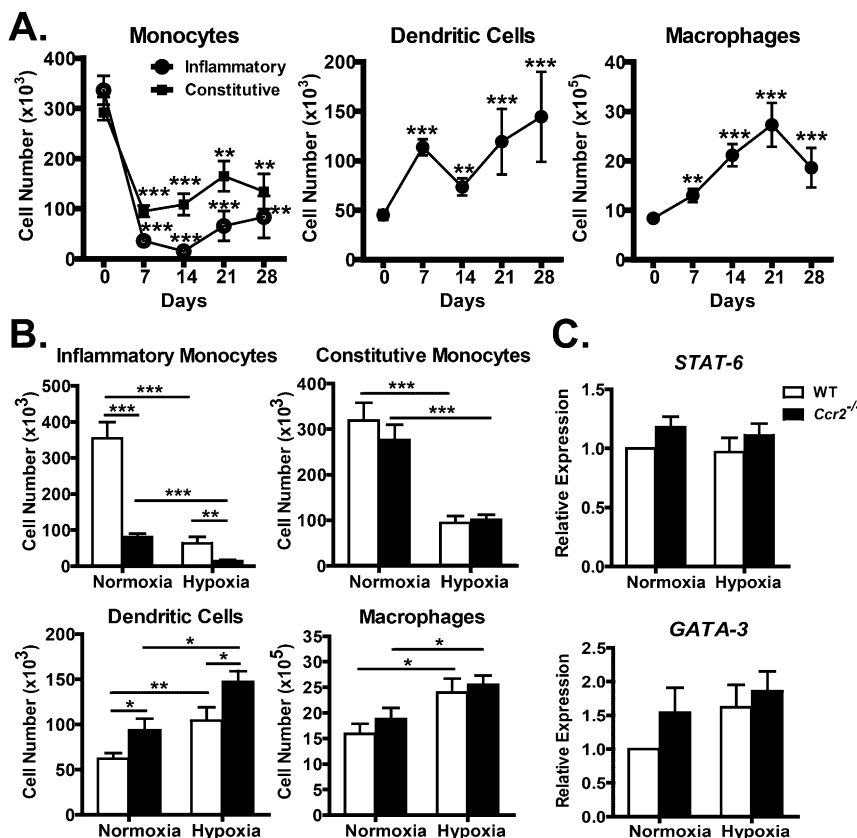 A.
Monocytes
Inflammatory
Constitutive
Cell Number (x10³)
400
300
200
100
0
***
***
***
***
**
***
**
**
0 7 14 21 28
Days
Dendritic Cells
Cell Number (x10³)
200
150
100
50
0
***
**
***
***
0 7 14 21 28
Days
Macrophages
Cell Number (x10⁵)
40
30
20
10
0
**
***
***
***
0 7 14 21 28
Days
B.
Inflammatory Monocytes
Cell Number (x10³)
500
400
300
200
100
0
***
***
***
**
Normoxia Hypoxia
Constitutive Monocytes
Cell Number (x10³)
400
300
200
100
0
***
***
Normoxia Hypoxia
Dendritic Cells
Cell Number (x10³)
200
150
100
50
0
*
*
**
*
Normoxia Hypoxia
Macrophages
Cell Number (x10⁵)
35
30
25
20
15
10
5
0
*
*
Normoxia Hypoxia
C.
STAT-6
WT
Relative Expression
1.5
1.0
0.5
0.0
Normoxia Hypoxia
GATA-3
Relative Expression
2.5
2.0
1.5
1.0
0.5
0.0
Normoxia Hypoxia